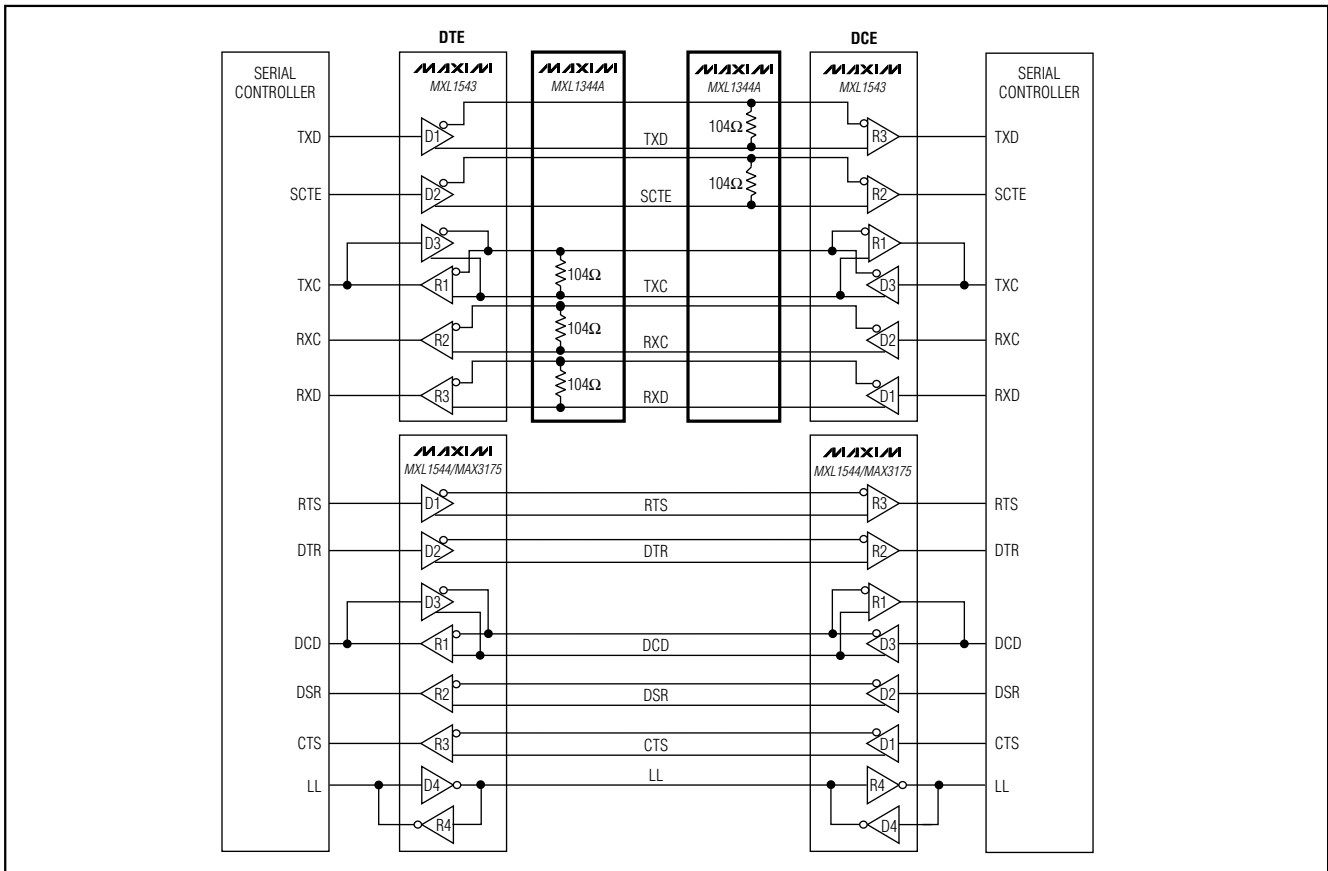 DTE
DCE
SERIAL
CONTROLLER
MAXIM
MXL1543
MAXIM
MXL1344A
MAXIM
MXL1344A
MAXIM
MXL1543
SERIAL
CONTROLLER
TXD
D1
TXD
104Ω
R3
TXD
SCTE
D2
SCTE
104Ω
R2
SCTE
D3
R1
TXC
R1
104Ω
TXC
D3
TXC
RXC
R2
104Ω
RXC
D2
RXC
RXD
R3
104Ω
RXD
D1
RXD
MAXIM
MXL1544/MAX3175
MAXIM
MXL1544/MAX3175
RTS
D1
RTS
R3
RTS
DTR
D2
DTR
R2
DTR
D3
R1
DCD
R1
DCD
D3
DCD
DSR
R2
DSR
D2
DSR
CTS
R3
CTS
D1
CTS
LL
D4
LL
R4
LL
R4
D4